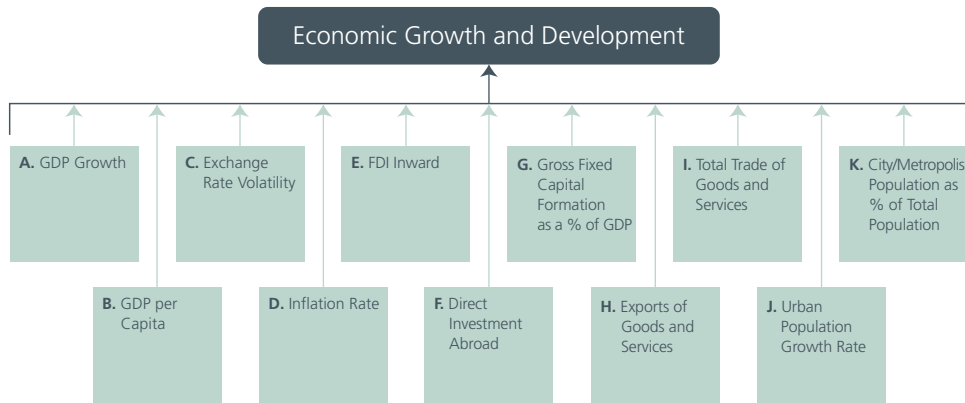 Economic Growth and Development
A. GDP Growth
C. Exchange
Rate Volatility
E. FDI Inward
G. Gross Fixed
Capital
Formation
as a % of GDP
I. Total Trade of
Goods and
Services
K. City/Metropolis
Population as
% of Total
Population
B. GDP per
Capita
D. Inflation Rate
F. Direct
Investment
Abroad
H. Exports of
Goods and
Services
J. Urban
Population
Growth Rate